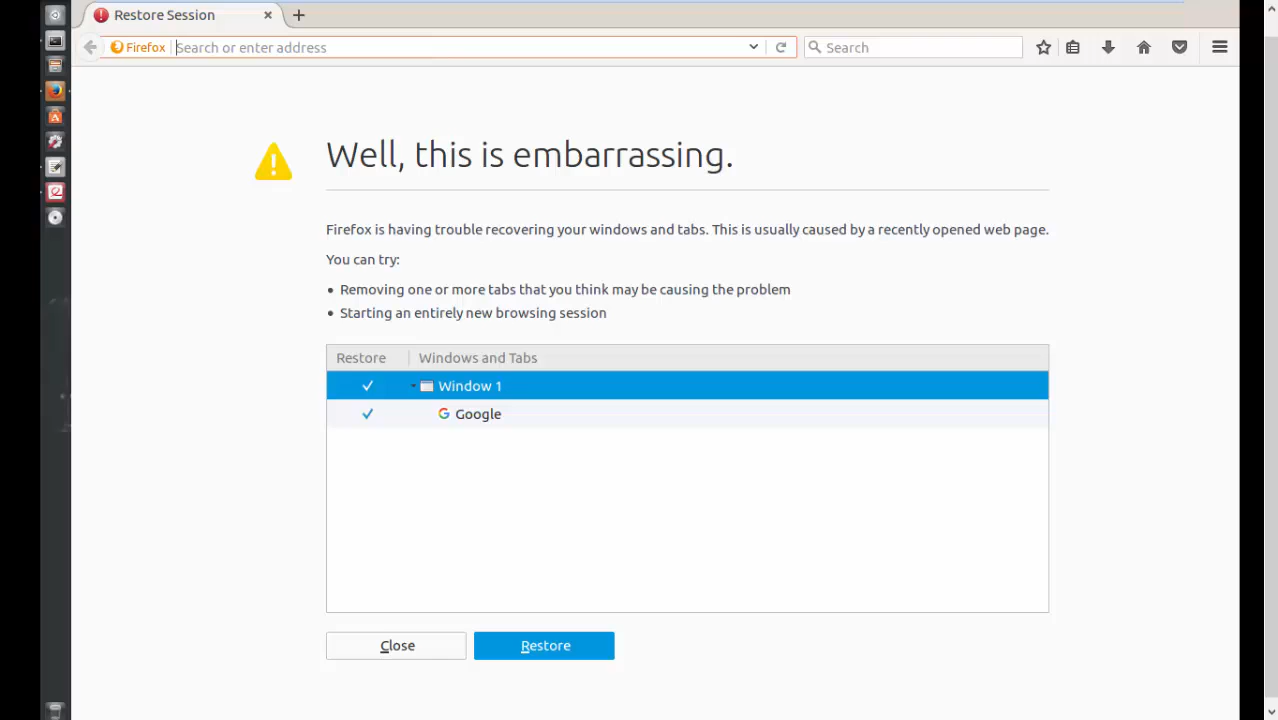 Restore Session
Firefox Search or enter address Search
Well, this is embarrassing.
Firefox is having trouble recovering your windows and tabs. This is usually caused by a recently opened web page.
You can try:
• Removing one or more tabs that you think may be causing the problem
• Starting an entirely new browsing session
Restore Windows and Tabs
Window 1
Google
Close Restore